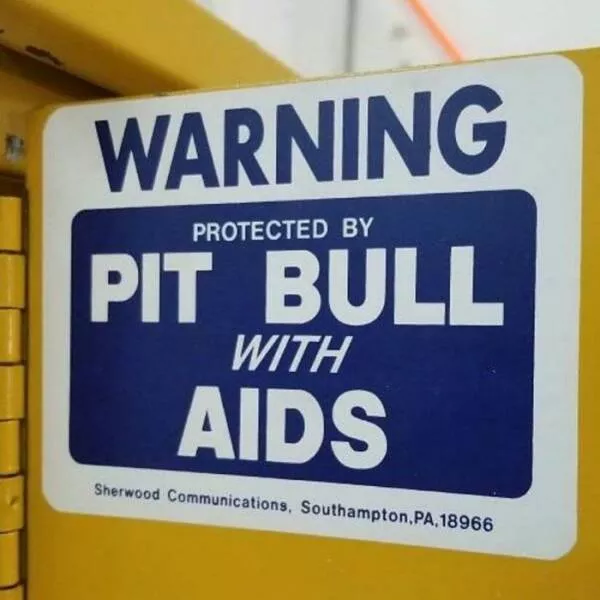 WARNING
PROTECTED BY
PIT BULL
WITH
AIDS
Sherwood Communications, Southampton,PA,18966